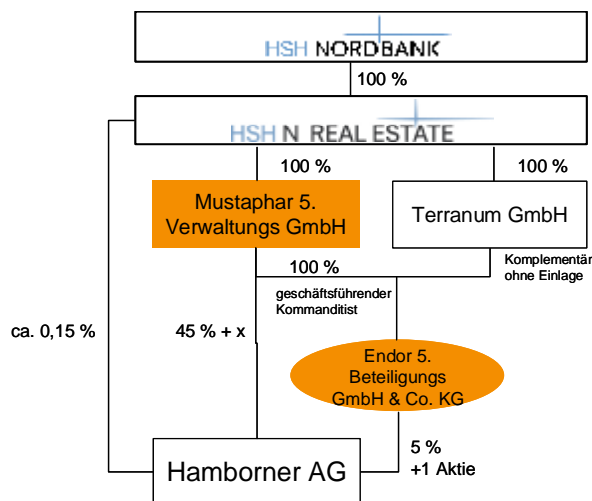 HSH NORDBANK
100 %
HSH N REAL ESTATE
100 %
100 %
Mustaphar 5.
Verwaltungs GmbH
Terranum GmbH
100 %
Komplementär
ohne Einlage
geschäftsführender
Kommanditist
ca. 0,15 %
45 % + x
Endor 5.
Beteiligungs
GmbH & Co. KG
5 %
+1 Aktie
Hamborner AG